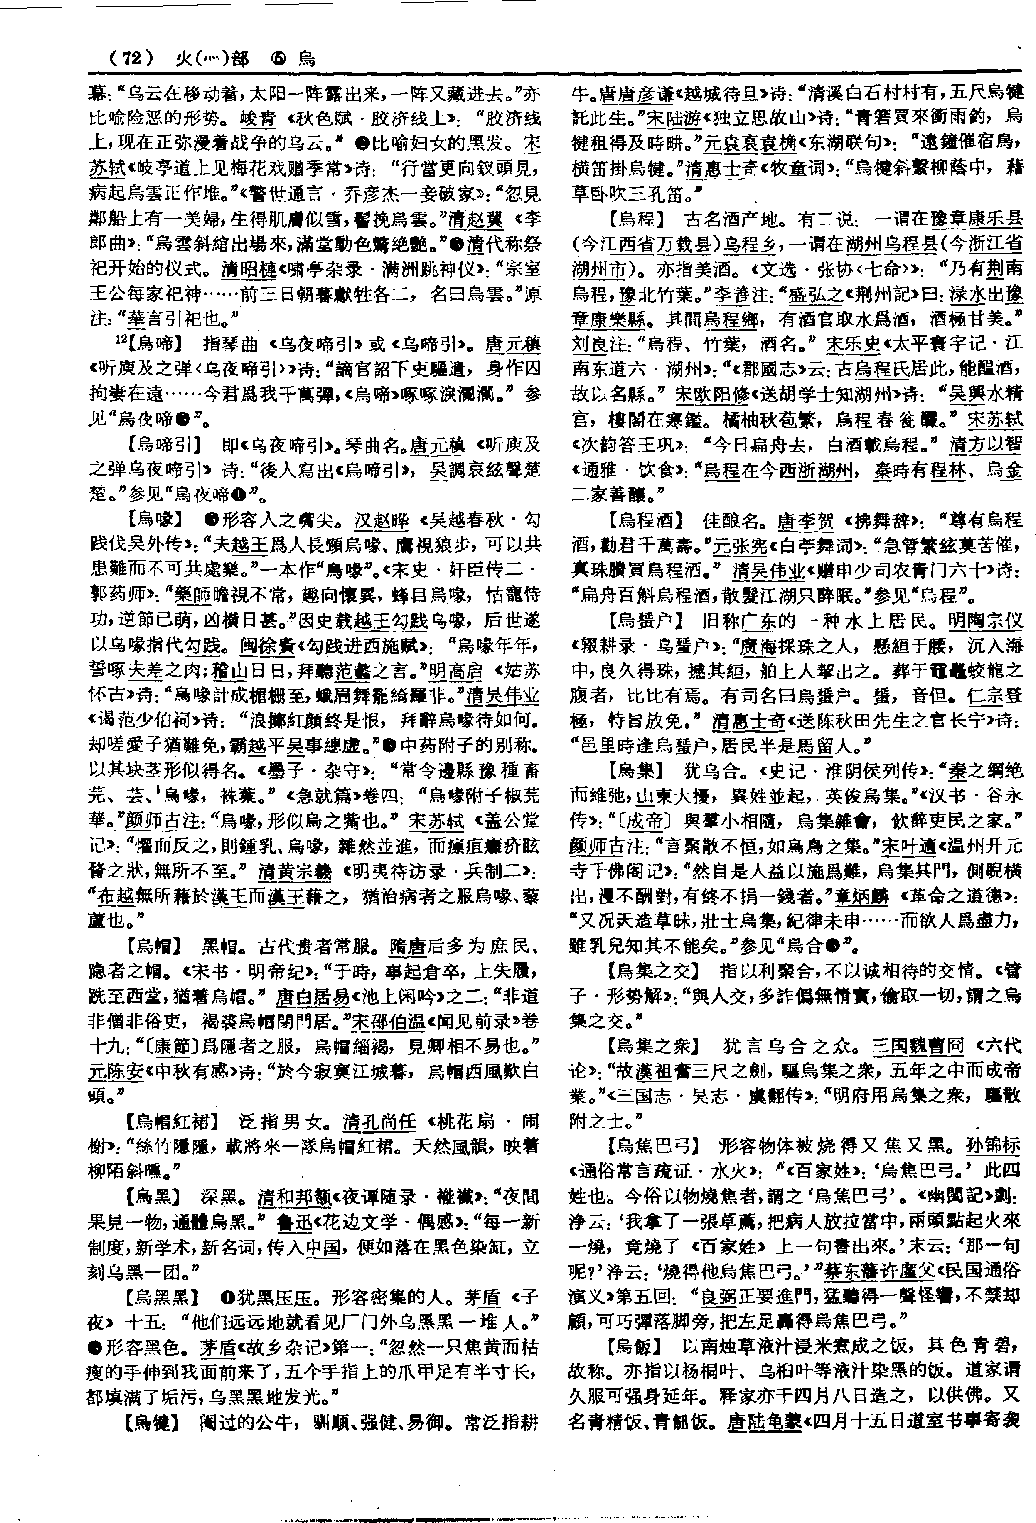 (72) 火(灬)部 ⑤ 烏
幕：“乌云在移动着，太阳一阵露出来，一阵又藏进去。”亦
比喻险恶的形势。峻青《秋色赋·胶济线上》：“胶济线
上，现在正弥漫着战争的乌云。”❷比喻妇女的黑发。宋
苏轼《岐亭道上见梅花戏赠季常》诗：“行當更向釵頭見，
病起烏雲正作堆。”《警世通言·乔彦杰一妾破家》：“忽見
鄰船上有一美婦，生得肌膚似雪，髻挽烏雲。”清赵翼《李
郎曲》：“烏雲斜綰出場來，滿堂動色驚絶艷。”❸清代称祭
祀开始的仪式。清昭梿《啸亭杂录·满洲跳神仪》：“宗室
王公每家祀神……前三日朝暮獻牲各二，名曰烏雲。”原
注：“華言引祀也。”
¹²【烏啼】 指琴曲《乌夜啼引》或《乌啼引》。唐元稹
《听庾及之弹〈乌夜啼引〉》诗：“謫官詔下吏驅遣，身作囚
拘妻在遠……今君爲我千萬彈，《烏啼》啄啄淚瀾瀾。”参
见“烏夜啼❷”。
【烏啼引】 即《乌夜啼引》。琴曲名。唐元稹《听庾及
之弹乌夜啼引》诗：“後人寫出《烏啼引》，吴調哀絃聲楚
楚。”参见“烏夜啼❶”。
【烏喙】 ❶形容人之嘴尖。汉赵晔《吴越春秋·勾
践伐吴外传》：“夫越王爲人長頸烏喙，鷹視狼步，可以共
患難而不可共處樂。”一本作“鳥喙”。《宋史·奸臣传二·
郭药师》：“藥師瞻視不常，趣向懷異，蜂目烏喙，怙寵恃
功，逆節已萌，凶横日甚。”因史载越王勾践乌喙，后世遂
以乌喙指代勾践。闽徐夤《勾践进西施赋》：“烏喙年年，
誓啄夫差之肉；稽山日日，拜聽范蠡之言。”明高启《姑苏
怀古》诗：“烏喙計成梔棚至，蛾眉舞罷綺羅非。”清吴伟业
《谒范少伯祠》诗：“浪擲紅顔終是恨，拜辭烏喙待如何。
却嗟愛子猶難免，霸越平吴事總虚。”❷中药附子的别称。
以其块茎形似得名。《墨子·杂守》：“常令邊縣豫種畜
芫、芸、烏喙，袾葉。”《急就篇》卷四：“烏喙附子椒芫
華。”颜师古注：“烏喙，形似烏之觜也。”宋苏轼《盖公堂
记》：“濯而反之，則鍾乳、烏喙，雜然並進，而瘭疽癰疥眩
瞀之狀，無所不至。”清黄宗羲《明夷待访录·兵制二》：
“布越無所藉於漢王而漢王藉之，猶治病者之服烏喙、藜
蘆也。”
【烏帽】 黑帽。古代贵者常服。隋唐后多为庶民、
隐者之帽。《宋书·明帝纪》：“于時，事起倉卒，上失履，
跣至西堂，猶着烏帽。”唐白居易《池上闲吟》之二：“非道
非僧非俗吏，褐裘烏帽閉門居。”宋邵伯温《闻见前录》卷
十九：“〔康節〕爲隱者之服，烏帽緇褐，見卿相不易也。”
元陈安《中秋有感》诗：“於今寂寞江城暮，烏帽西風歎白
頭。”
【烏帽紅裙】 泛指男女。清孔尚任《桃花扇·闹
榭》：“絲竹隱隱，載將來一隊烏帽紅裙。天然風韻，映着
柳陌斜曛。”
【烏黑】 深黑。清和邦额《夜谭随录·襤褸》：“夜間
果見一物，通體烏黑。”鲁迅《花边文学·偶感》：“每一新
制度，新学术，新名词，传入中国，便如落在黑色染缸，立
刻乌黑一团。”
【烏黑黑】 ❶犹黑压压。形容密集的人。茅盾《子
夜》十五：“他们远远地就看见厂门外乌黑黑一堆人。”
❷形容黑色。茅盾《故乡杂记》第一：“忽然一只焦黄而枯
瘦的手伸到我面前来了，五个手指上的爪甲足有半寸长，
都填满了垢污，乌黑黑地发光。”
【烏犍】 阉过的公牛，驯顺、强健、易御。常泛指耕
牛。唐唐彦谦《越城待旦》诗：“清溪白石村村有，五尺烏犍
託此生。”宋陆游《独立思故山》诗：“青箬買來衝雨釣，烏
犍租得及時畊。”元袁裒袁桷《东湖联句》：“遠鐘催宿鳥，
横笛掛烏犍。”清惠士奇《牧童词》：“烏犍斜繫柳蔭中，藉
草卧吹三孔笛。”
【烏程】 古名酒产地。有二说：一谓在豫章康乐县
(今江西省万载县)乌程乡，一谓在湖州乌程县(今浙江省
湖州市)。亦指美酒。《文选·张协〈七命〉》：“乃有荆南
烏程，豫北竹葉。”李善注：“盛弘之《荆州記》曰：渌水出豫
章康樂縣。其間烏程鄉，有酒官取水爲酒，酒極甘美。”
刘良注：“烏程、竹葉，酒名。”宋乐史《太平寰宇记·江
南东道六·湖州》：“《郡國志》云：古烏程氏居此，能醖酒，
故以名縣。”宋欧阳修《送胡学士知湖州》诗：“吴興水精
宫，樓閣在寒鑑。橘柚秋苞繁，烏程春瓮釅。”宋苏轼
《次韵答王巩》：“今日扁舟去，白酒載烏程。”清方以智
《通雅·饮食》：“烏程在今西浙湖州，秦時有程林、烏金
二家善釀。”
【烏程酒】 佳酿名。唐李贺《拂舞辞》：“尊有烏程
酒，勸君千萬壽。”元张宪《白苧舞词》：“急管繁絃莫苦催，
真珠賸買烏程酒。”清吴伟业《赠申少司农青门六十》诗：
“扁舟百斛烏程酒，散髮江湖只醉眠。”参见“烏程”。
【烏蜑户】 旧称广东的一种水上居民。明陶宗仪
《辍耕录·乌蜑户》：“廣海採珠之人，懸絙于腰，沉入海
中，良久得珠，撼其絙，舶上人挈出之。葬于黿鼉蛟龍之
腹者，比比有焉。有司名曰烏蜑户。蜑，音但。仁宗登
極，特旨放免。”清惠士奇《送陈秋田先生之官长宁》诗：
“邑里時逢烏蜑户，居民半是馬留人。”
【烏集】 犹乌合。《史记·淮阴侯列传》：“秦之綱絶
而維弛，山東大擾，異姓並起，英俊烏集。”《汉书·谷永
传》：“〔成帝〕與羣小相隨，烏集雜會，飲醉吏民之家。”
颜师古注：“言聚散不恒，如烏鳥之集。”宋叶適《温州开元
寺千佛阁记》：“然自是人益以施爲難，烏集其門，側睨横
出，漫不酬對，有终不捐一錢者。”章炳麟《革命之道德》：
“又况天造草昧，壯士烏集，紀律未申……而欲人爲盡力，
雖乳兒知其不能矣。”参见“烏合❷”。
【烏集之交】 指以利聚合，不以诚相待的交情。《管
子·形势解》：“與人交，多詐僞無情實，偷取一切，謂之烏
集之交。”
【烏集之衆】 犹言乌合之众。三国魏曹冏《六代
论》：“故漢祖奮三尺之劍，驅烏集之衆，五年之中而成帝
業。”《三国志·吴志·虞翻传》：“明府用烏集之衆，驅散
附之士。”
【烏焦巴弓】 形容物体被烧得又焦又黑。孙锦标
《通俗常言疏证·水火》：“《百家姓》：‘烏焦巴弓。’此四
姓也。今俗以物燒焦者，謂之‘烏焦巴弓’。《幽閨記》劇：
浄云：‘我拿了一張草薦，把病人放拉當中，兩頭點起火來
一燒，竟燒了《百家姓》上一句書出來。’末云：‘那一句
呢？’浄云：‘燒得他烏焦巴弓。’”蔡东藩许廑父《民国通俗
演义》第五回：“良弼正要進門，猛聽得一聲怪響，不禁却
顧，可巧彈落脚旁，把左足轟得烏焦巴弓。”
【烏飯】 以南烛草液汁浸米煮成之饭，其色青碧，
故称。亦指以杨桐叶、乌桕叶等液汁染黑的饭。道家谓
久服可强身延年。释家亦于四月八日造之，以供佛。又
名青精饭、青𩛿饭。唐陆龟蒙《四月十五日道室书事寄袭